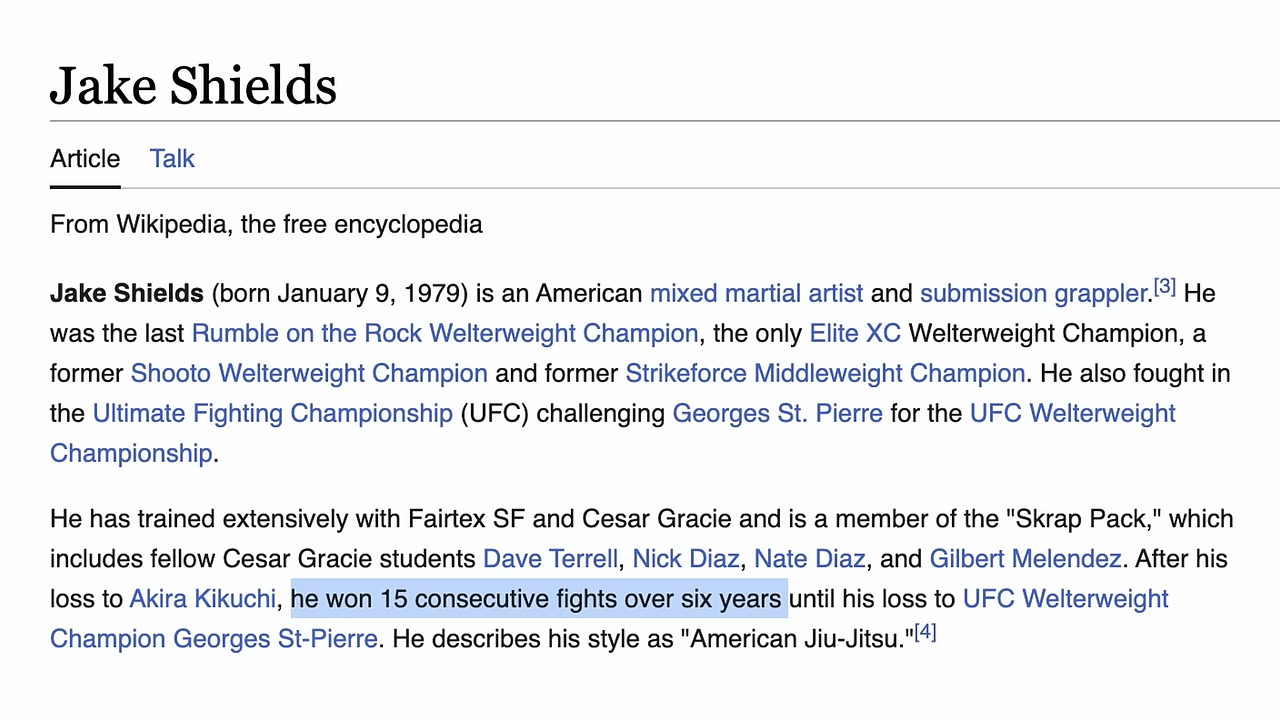 Jake Shields
Article Talk
From Wikipedia, the free encyclopedia
Jake Shields (born January 9, 1979) is an American mixed martial artist and submission grappler.[3] He
was the last Rumble on the Rock Welterweight Champion, the only Elite XC Welterweight Champion, a
former Shooto Welterweight Champion and former Strikeforce Middleweight Champion. He also fought in
the Ultimate Fighting Championship (UFC) challenging Georges St. Pierre for the UFC Welterweight
Championship.
He has trained extensively with Fairtex SF and Cesar Gracie and is a member of the "Skrap Pack," which
includes fellow Cesar Gracie students Dave Terrell, Nick Diaz, Nate Diaz, and Gilbert Melendez. After his
loss to Akira Kikuchi, he won 15 consecutive fights over six years until his loss to UFC Welterweight
Champion Georges St-Pierre. He describes his style as "American Jiu-Jitsu."[4]